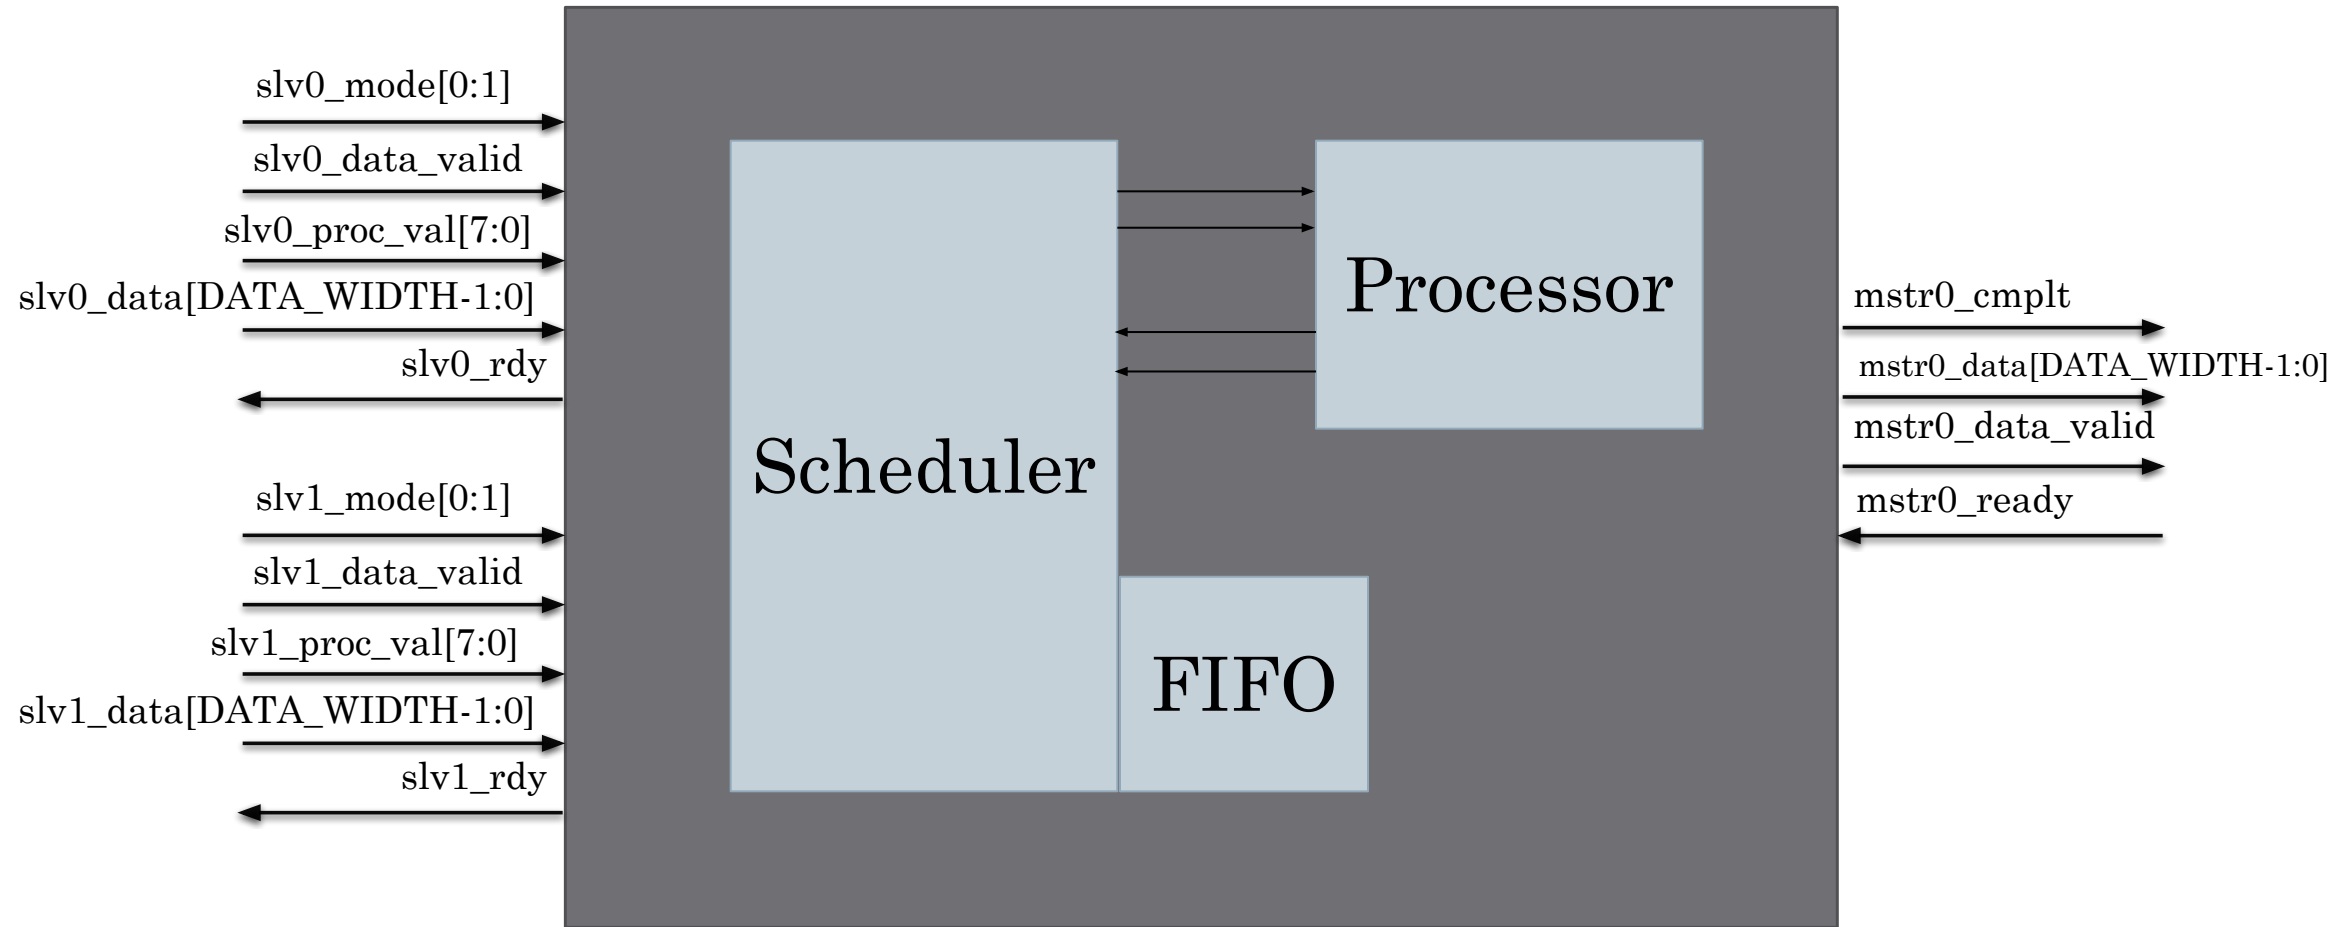 slv0_mode[0:1]
slv0_data_valid
slv0_proc_val[7:0]
slv0_data[DATA_WIDTH-1:0]
slv0_rdy
slv1_mode[0:1]
slv1_data_valid
slv1_proc_val[7:0]
slv1_data[DATA_WIDTH-1:0]
slv1_rdy
Scheduler
Processor
FIFO
mstr0_cmplt
mstr0_data[DATA_WIDTH-1:0]
mstr0_data_valid
mstr0_ready